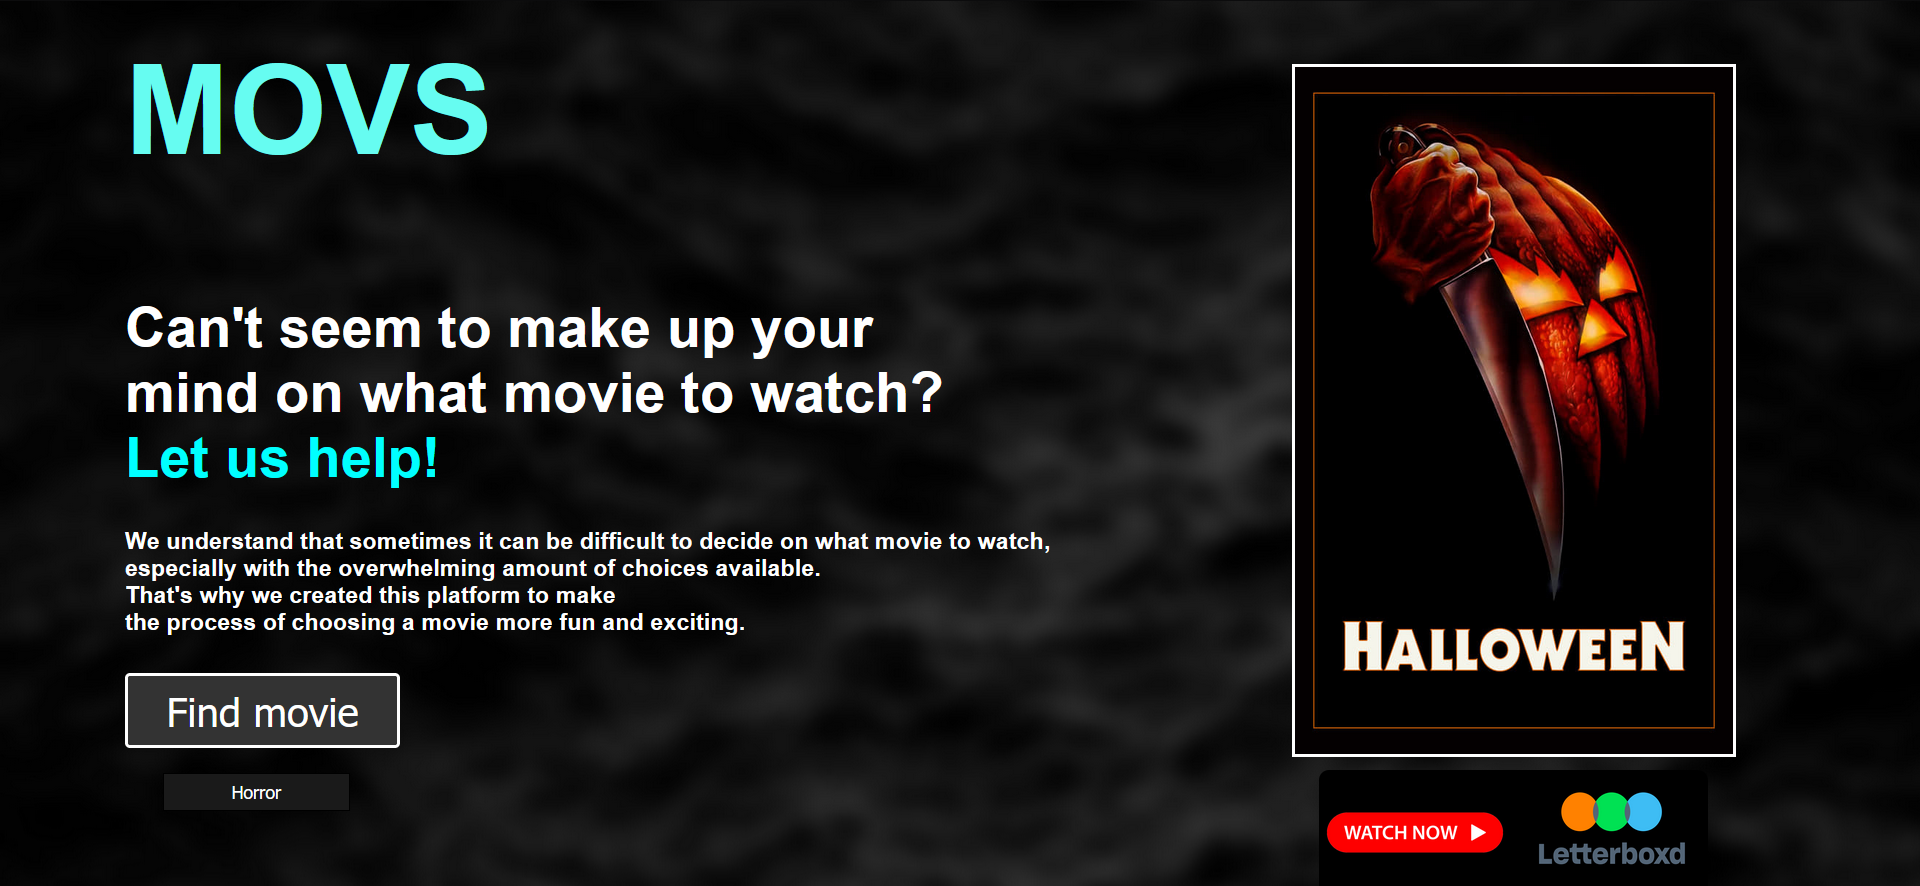 MOVS
Can't seem to make up your
mind on what movie to watch?
Let us help!
We understand that sometimes it can be difficult to decide on what movie to watch,
especially with the overwhelming amount of choices available.
That's why we created this platform to make
the process of choosing a movie more fun and exciting.
Find movie
Horror
HALLOWEEN
WATCH NOW
Letterboxd